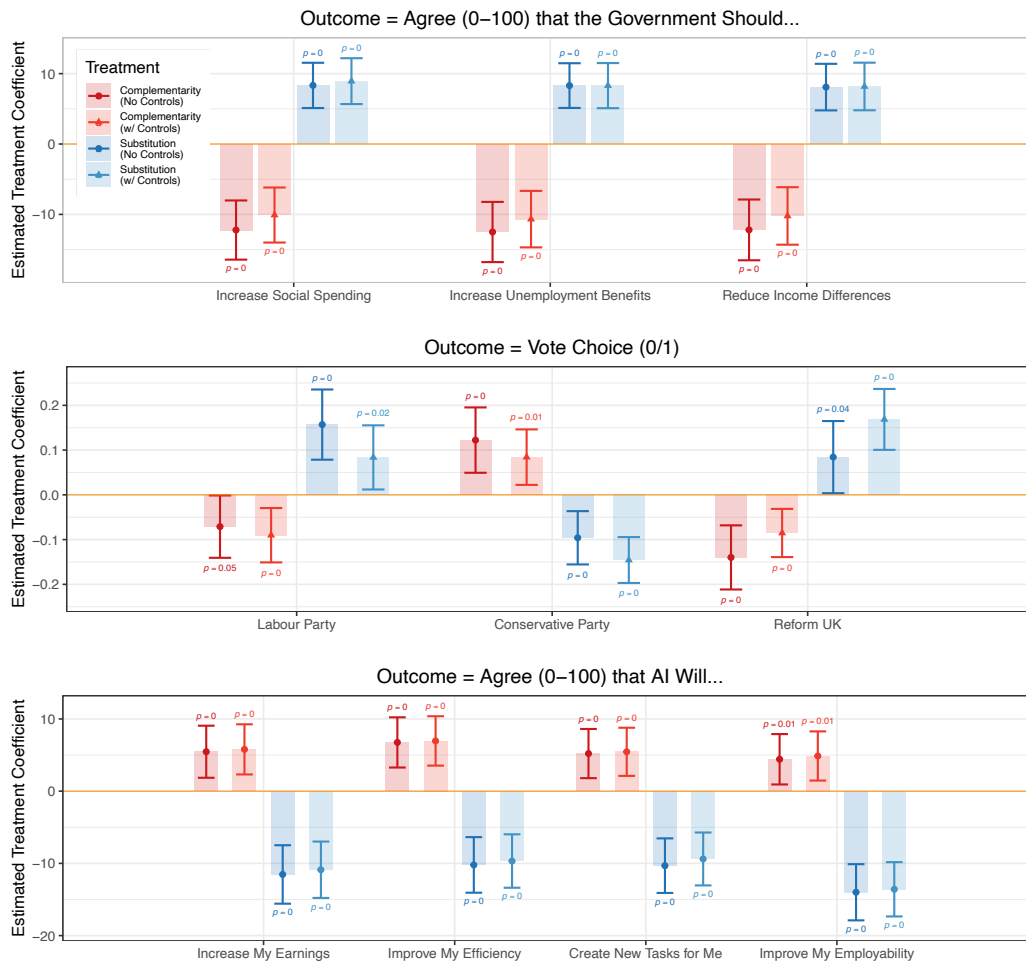 Outcome = Agree (0−100) that the Government Should...
Estimated Treatment Coefficient
10
0
−10
Treatment
Complementarity
(No Controls)
Complementarity
(w/ Controls)
Substitution
(No Controls)
Substitution
(w/ Controls)
p = 0
p = 0
p = 0
p = 0
p = 0
p = 0
p = 0
p = 0
p = 0
p = 0
p = 0
p = 0
Increase Social Spending
Increase Unemployment Benefits
Reduce Income Differences
Outcome = Vote Choice (0/1)
Estimated Treatment Coefficient
0.2
0.1
0.0
−0.1
−0.2
p = 0.05
p = 0
p = 0
p = 0.02
p = 0
p = 0.01
p = 0
p = 0
p = 0
p = 0
p = 0.04
p = 0
Labour Party
Conservative Party
Reform UK
Outcome = Agree (0−100) that AI Will...
Estimated Treatment Coefficient
10
0
−10
−20
p = 0
p = 0
p = 0
p = 0
p = 0
p = 0
p = 0
p = 0
p = 0
p = 0
p = 0
p = 0
p = 0.01
p = 0.01
p = 0
p = 0
Increase My Earnings
Improve My Efficiency
Create New Tasks for Me
Improve My Employability